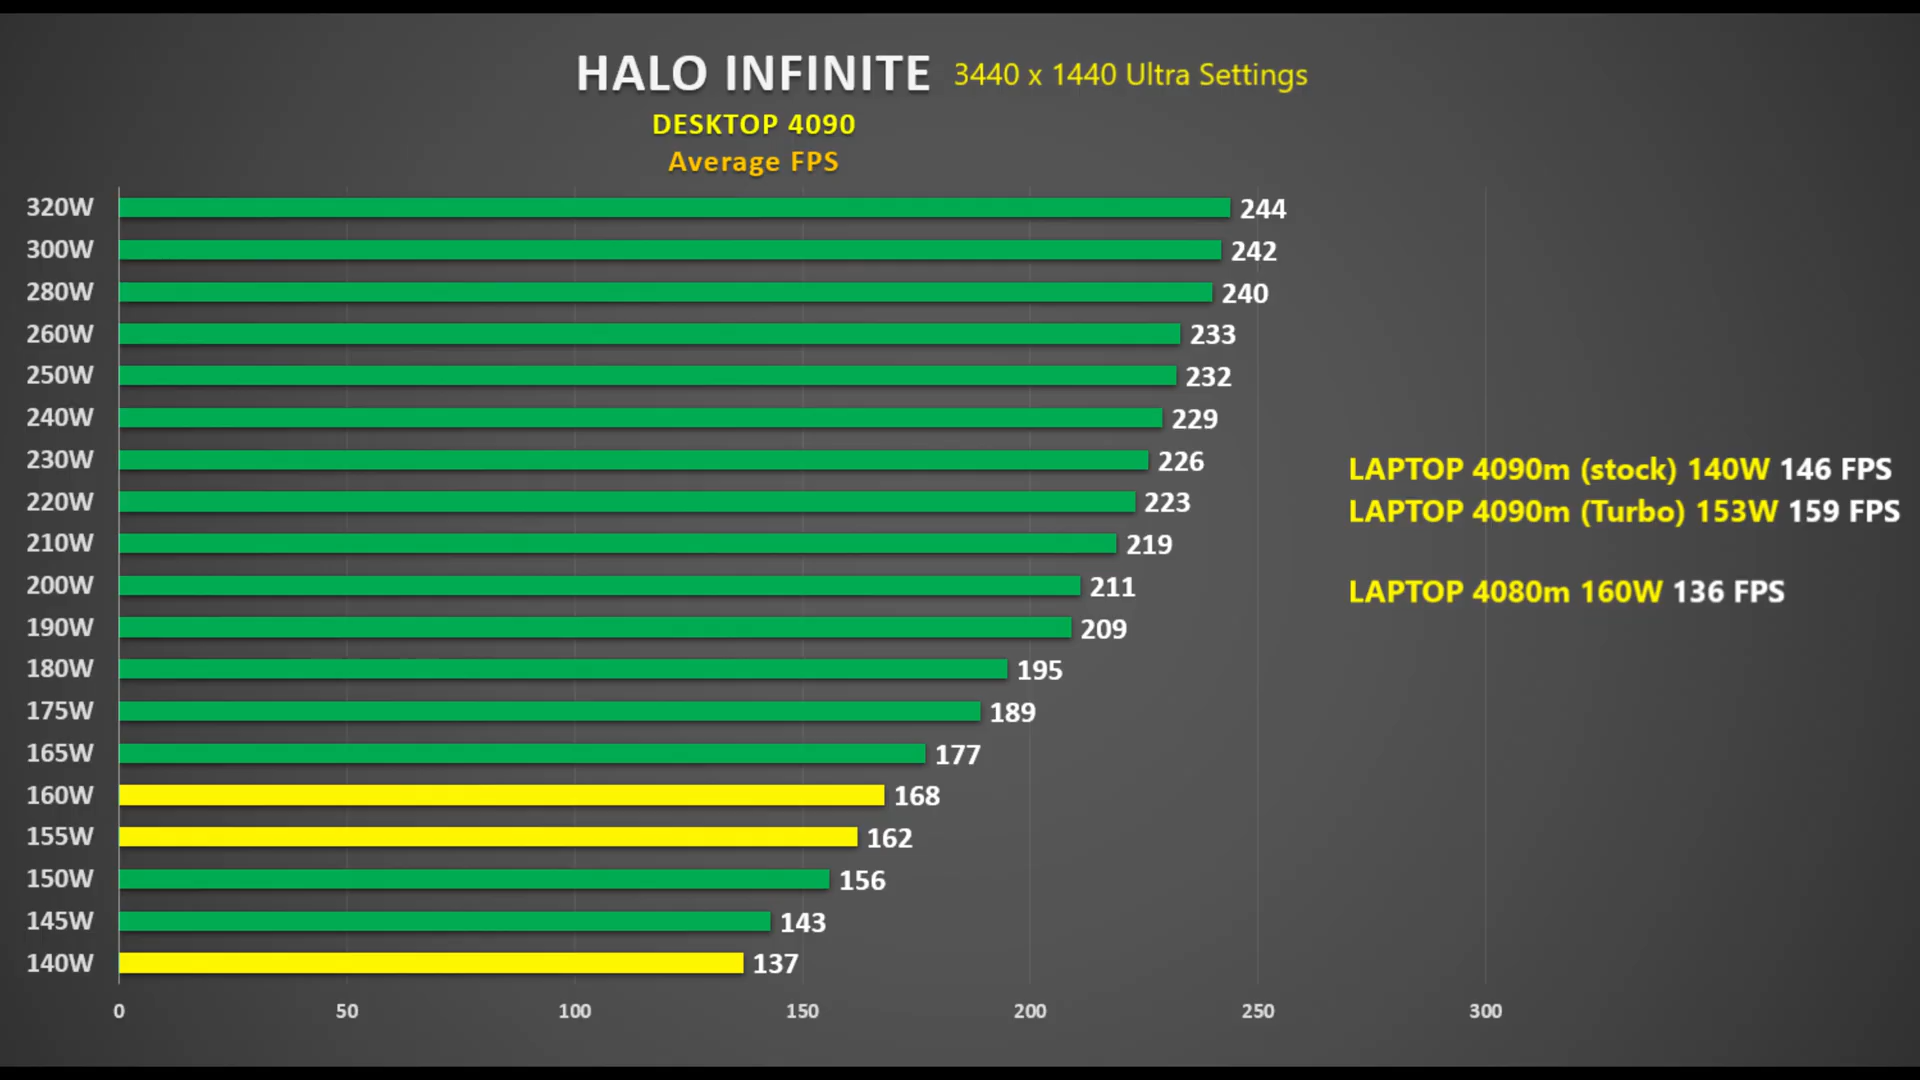 HALO INFINITE 3440 x 1440 Ultra Settings
DESKTOP 4090
Average FPS
320W 244
300W 242
280W 240
260W 233
250W 232
240W 229
230W 226
LAPTOP 4090m (stock) 140W 146 FPS
220W 223
LAPTOP 4090m (Turbo) 153W 159 FPS
210W 219
200W 211
LAPTOP 4080m 160W 136 FPS
190W 209
180W 195
175W 189
165W 177
160W 168
155W 162
150W 156
145W 143
140W 137
0 50 100 150 200 250 300